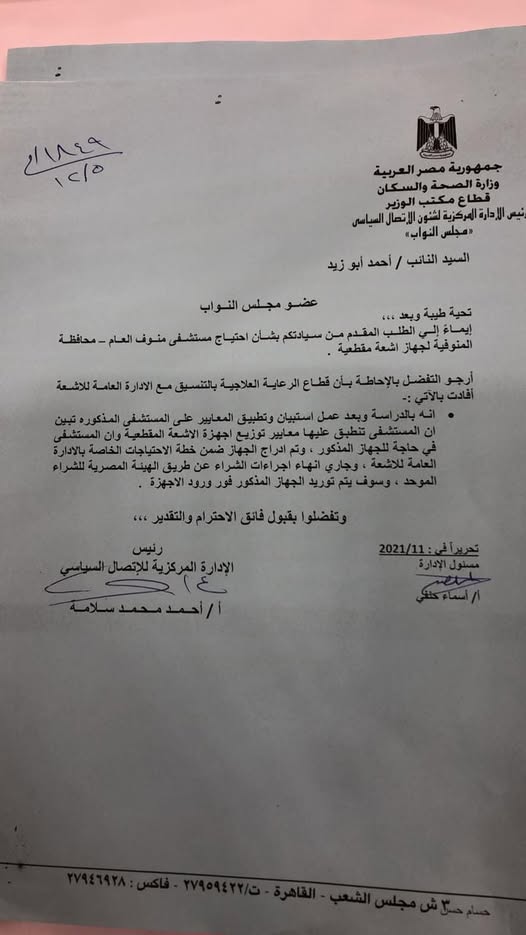 ١٨٤٩
١٢/٥
جمهورية مصر العربية
وزارة الصحة والسكان
قطاع مكتب الوزير
رئيس الإدارة المركزية لشئون الإتصال السياسى
«مجلس النواب»
السيد النائب / أحمد أبو زيد
عضو مجلس النواب
تحية طيبة وبعد ،،،
إيماءً إلي الطلب المقدم من سيادتكم بشأن احتياج مستشفى منوف العام – محافظة
المنوفية لجهاز اشعة مقطعية .
أرجو التفضل بالإحاطة بأن قطاع الرعاية العلاجية بالتنسيق مع الادارة العامة للاشعة
أفادت بالآتي :-
• انه بالدراسة وبعد عمل استبيان وتطبيق المعايير على المستشفى المذكوره تبين
ان المستشفى تنطبق عليها معايير توزيع اجهزة الاشعة المقطعية وان المستشفى
في حاجة للجهاز المذكور ، وتم ادراج الجهاز ضمن خطة الاحتياجات الخاصة بالادارة
العامة للاشعة ، وجاري انهاء اجراءات الشراء عن طريق الهيئة المصرية للشراء
الموحد ، وسوف يتم توريد الجهاز المذكور فور ورود الاجهزة .
وتفضلوا بقبول فائق الاحترام والتقدير ،،،
تحريراً في : 2021/11
مسئول الإدارة
أ/ أسماء حلفي
رئيس
الإدارة المركزية للإتصال السياسي
أ / أحمد محمد سلامة
٣ ش مجلس الشعب - القاهرة - ت/٢٧٩٥٩٤٢٢ - فاكس : ٢٧٩٤٦٩٢٨
حسام حسن